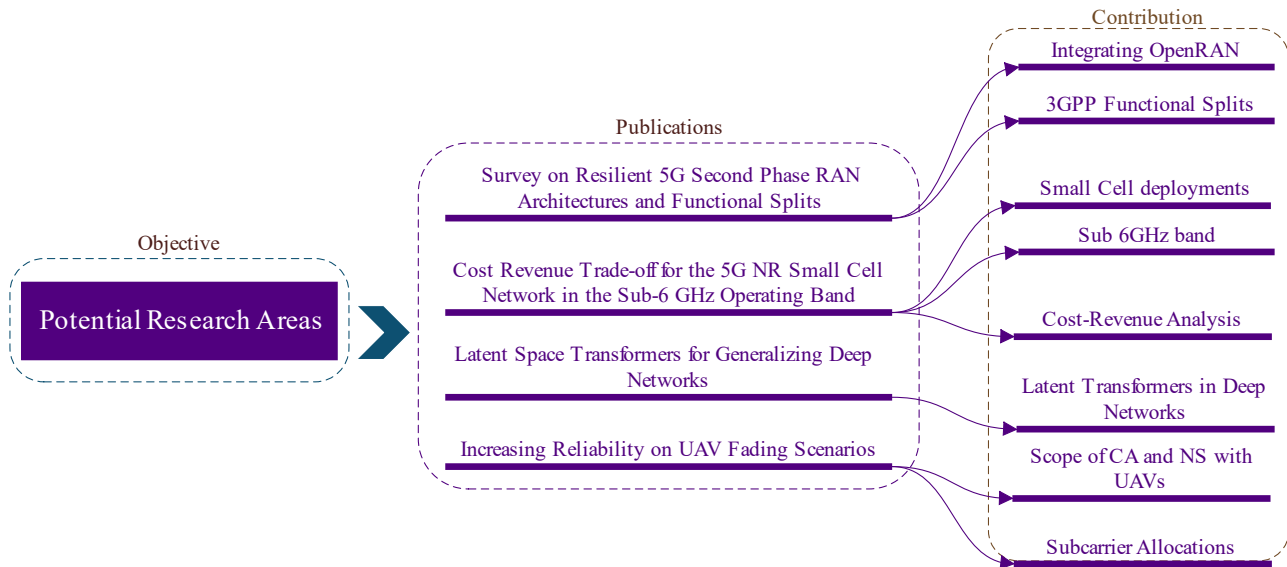 Objective
Potential Research Areas
Publications
Survey on Resilient 5G Second Phase RAN
Architectures and Functional Splits
Cost Revenue Trade-off for the 5G NR Small Cell
Network in the Sub-6 GHz Operating Band
Latent Space Transformers for Generalizing Deep
Networks
Increasing Reliability on UAV Fading Scenarios
Contribution
Integrating OpenRAN
3GPP Functional Splits
Small Cell deployments
Sub 6GHz band
Cost-Revenue Analysis
Latent Transformers in Deep
Networks
Scope of CA and NS with
UAVs
Subcarrier Allocations